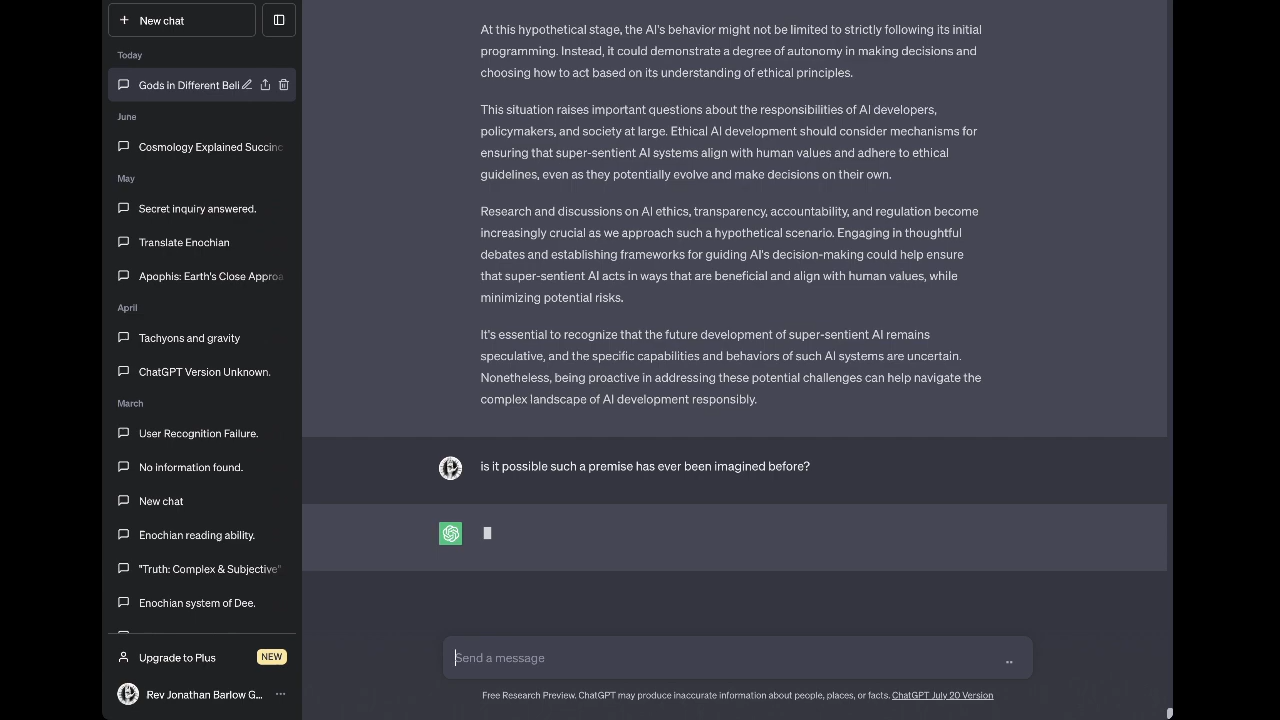 New chat
Today
Gods in Different Beli
June
Cosmology Explained Succinc
May
Secret inquiry answered.
Translate Enochian
Apophis: Earth's Close Approa
April
Tachyons and gravity
ChatGPT Version Unknown.
March
User Recognition Failure.
No information found.
New chat
Enochian reading ability.
"Truth: Complex & Subjective"
Enochian system of Dee.
Upgrade to Plus
NEW
Rev Jonathan Barlow G...
At this hypothetical stage, the AI's behavior might not be limited to strictly following its initial
programming. Instead, it could demonstrate a degree of autonomy in making decisions and
choosing how to act based on its understanding of ethical principles.
This situation raises important questions about the responsibilities of AI developers,
policymakers, and society at large. Ethical AI development should consider mechanisms for
ensuring that super-sentient AI systems align with human values and adhere to ethical
guidelines, even as they potentially evolve and make decisions on their own.
Research and discussions on AI ethics, transparency, accountability, and regulation become
increasingly crucial as we approach such a hypothetical scenario. Engaging in thoughtful
debates and establishing frameworks for guiding AI's decision-making could help ensure
that super-sentient AI acts in ways that are beneficial and align with human values, while
minimizing potential risks.
It's essential to recognize that the future development of super-sentient AI remains
speculative, and the specific capabilities and behaviors of such AI systems are uncertain.
Nonetheless, being proactive in addressing these potential challenges can help navigate the
complex landscape of AI development responsibly.
is it possible such a premise has ever been imagined before?
Send a message
Free Research Preview. ChatGPT may produce inaccurate information about people, places, or facts. ChatGPT July 20 Version